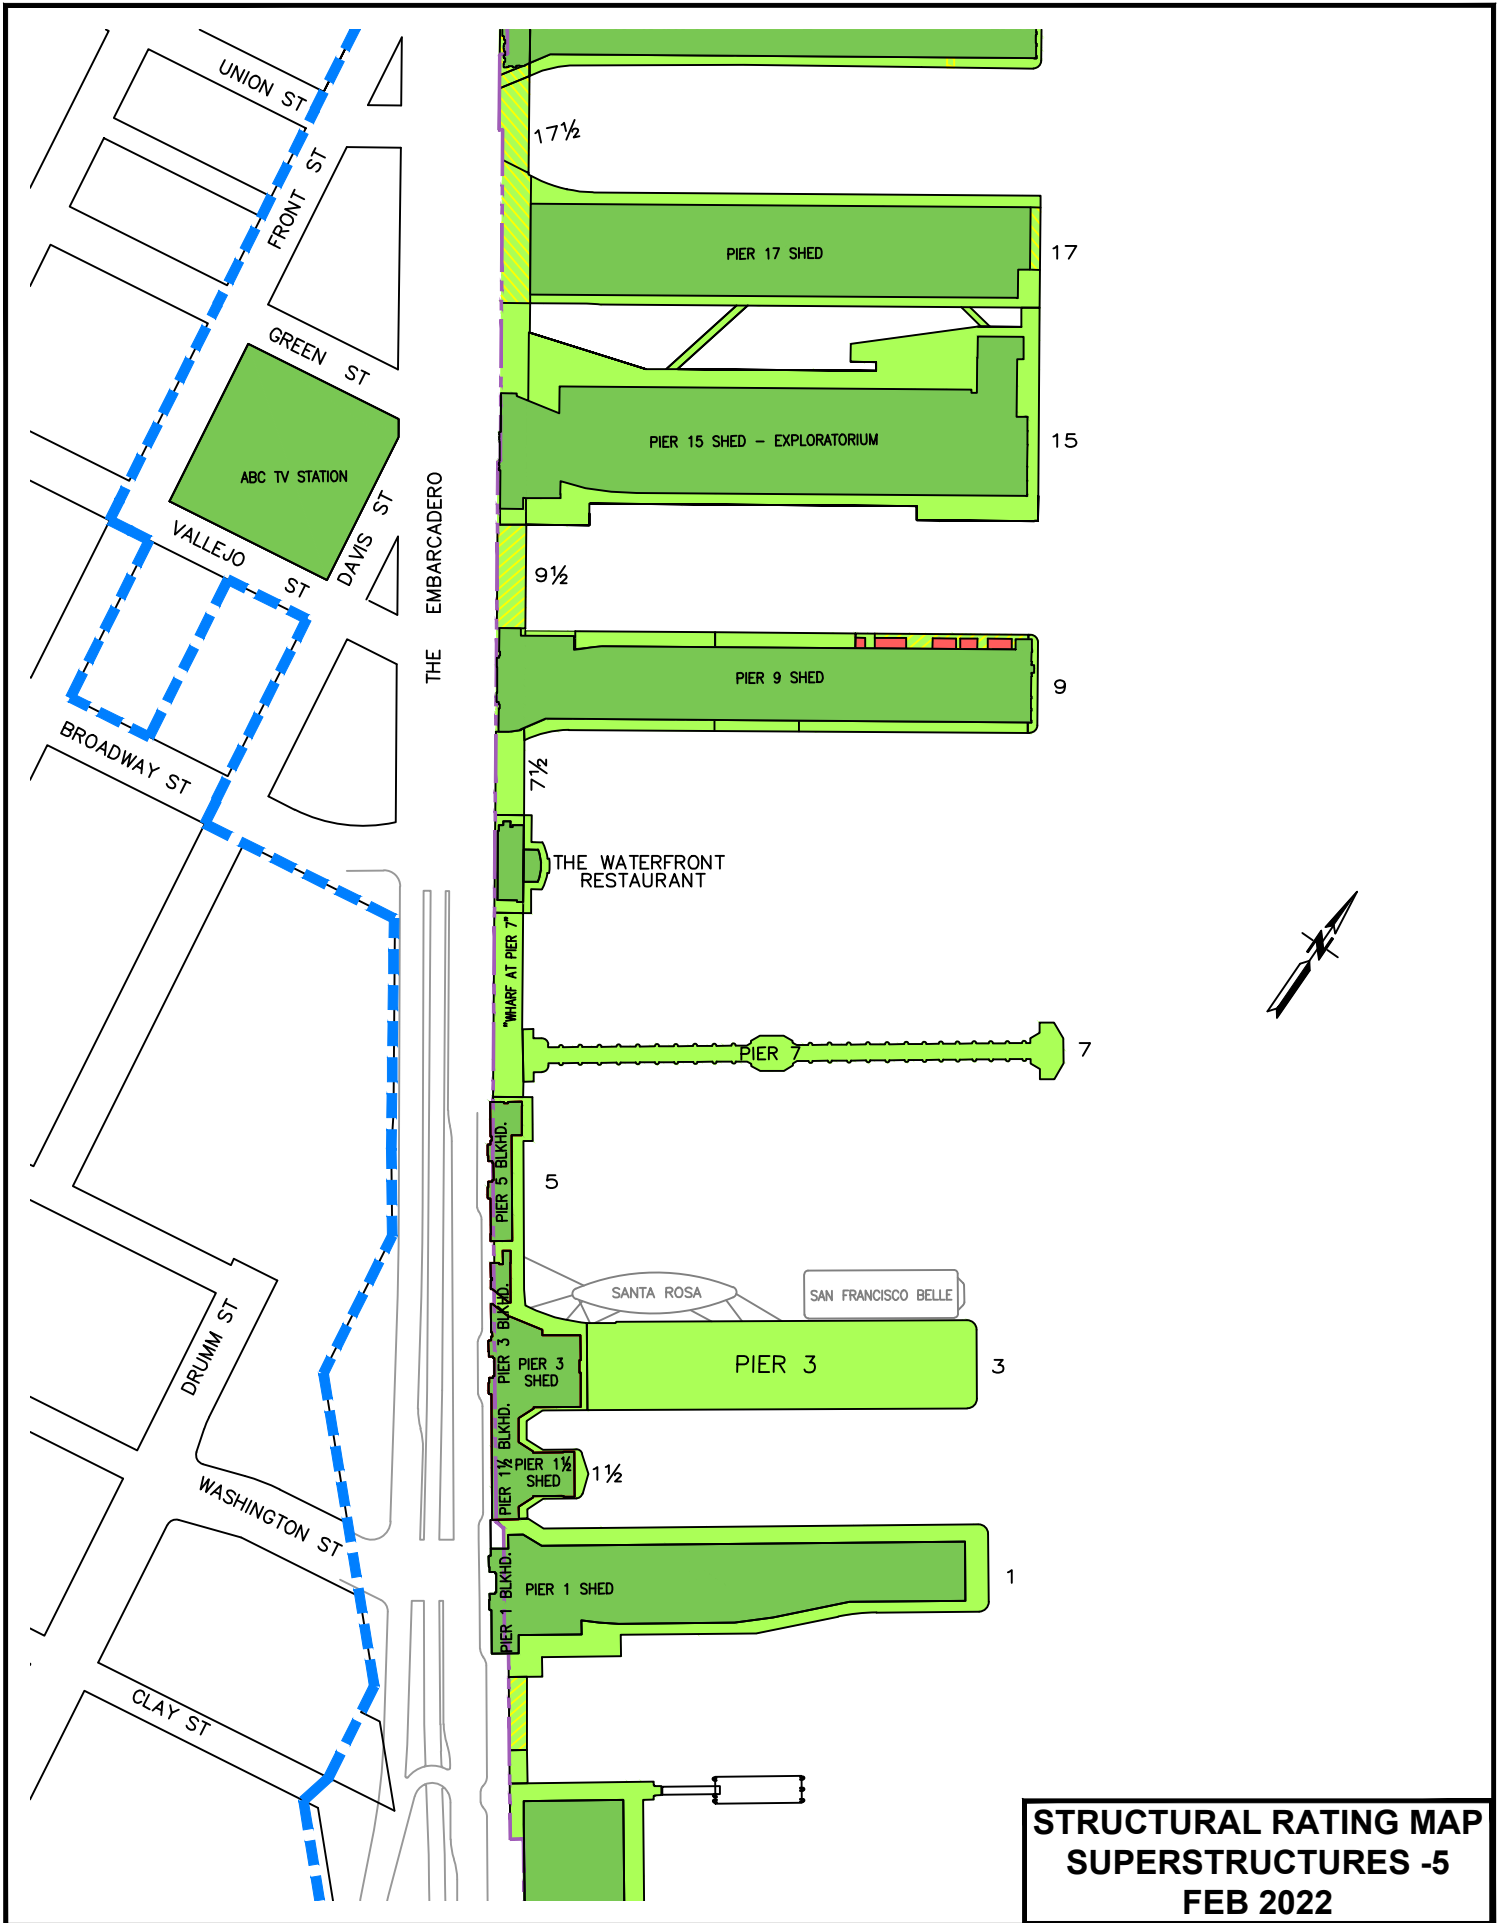 UNION ST
17½
FRONT ST
PIER 17 SHED
17
GREEN ST
PIER 15 SHED – EXPLORATORIUM
15
ABC TV STATION
VALLEJO ST
DAVIS ST
THE EMBARCADERO
9½
PIER 9 SHED
9
BROADWAY ST
7½
THE WATERFRONT
RESTAURANT
"WHARF AT PIER 7"
PIER 7
7
PIER 5 BLKHD.
5
SANTA ROSA
SAN FRANCISCO BELLE
DRUMM ST
PIER 3 BLKHD.
PIER 3
SHED
PIER 3
3
PIER 1½ BLKHD.
PIER 1½
SHED
1½
WASHINGTON ST
PIER 1 BLKHD.
PIER 1 SHED
1
CLAY ST
N
STRUCTURAL RATING MAP
SUPERSTRUCTURES -5
FEB 2022